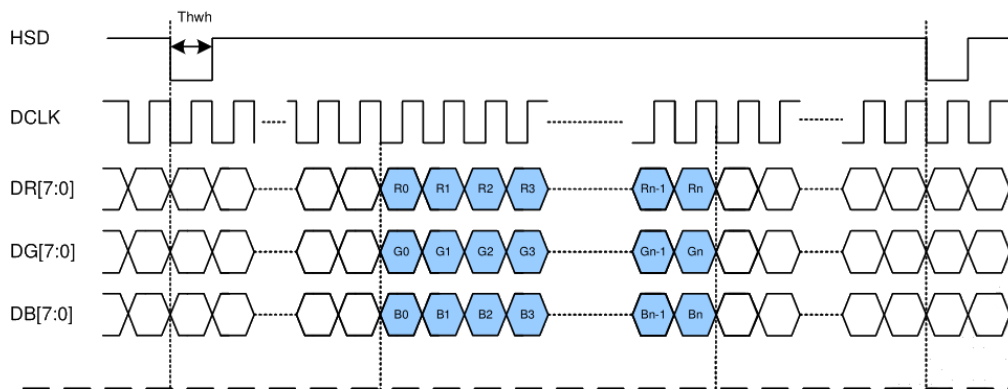 Thwh
HSD
DCLK
DR[7:0] R0 R1 R2 R3 Rn-1 Rn
DG[7:0] G0 G1 G2 G3 Gn-1 Gn
DB[7:0] B0 B1 B2 B3 Bn-1 Bn